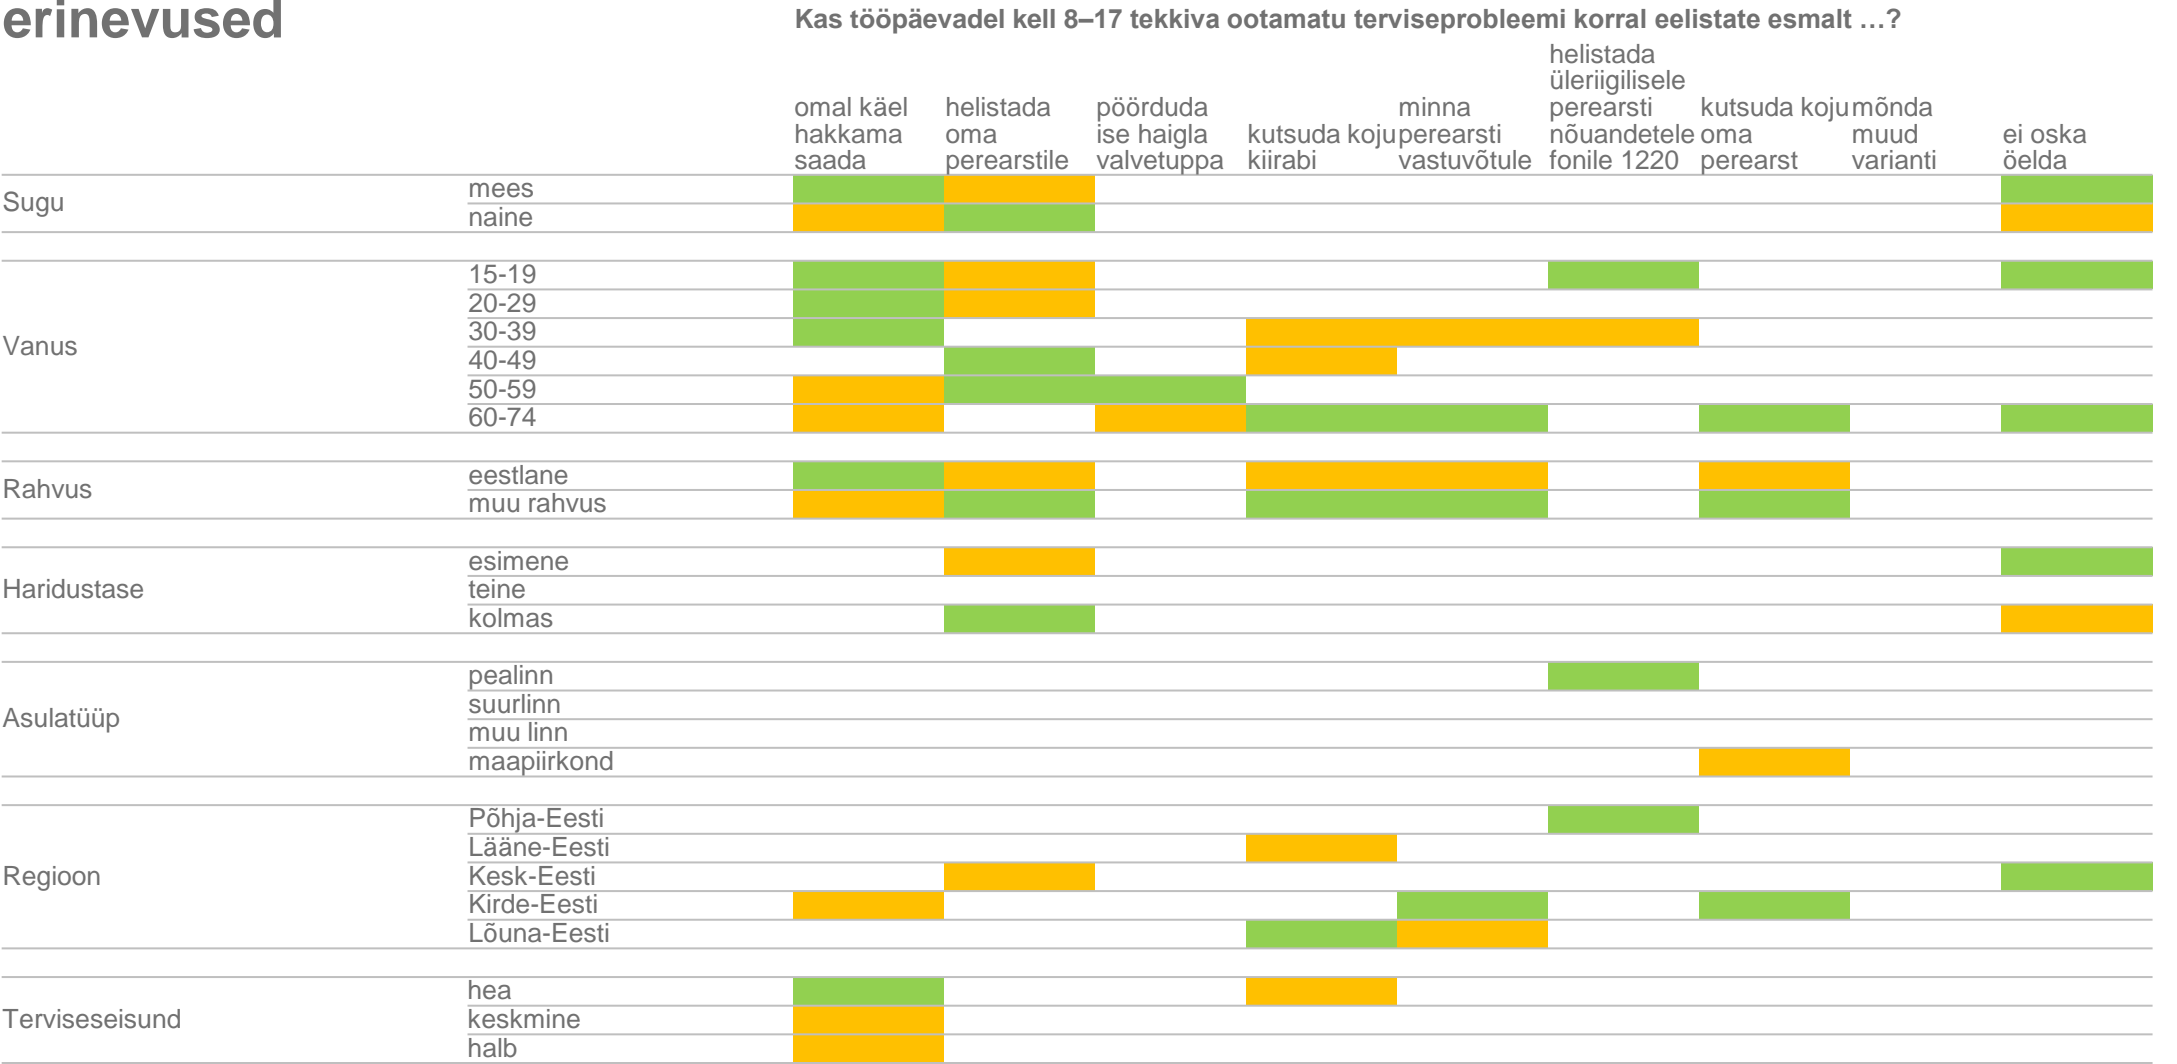 erinevused
Kas tööpäevadel kell 8–17 tekkiva ootamatu terviseprobleemi korral eelistate esmalt …?
omal käel
hakkama
saada
helistada
oma
perearstile
pöörduda
ise haigla
valvetuppa
kutsuda koju
kiirabi
minna
perearsti
vastuvõtule
helistada
üleriigilisele
perearsti
nõuandetele
fonile 1220
kutsuda koju
oma
perearst
mõnda
muud
varianti
ei oska
öelda
Sugu
mees
naine
Vanus
15-19
20-29
30-39
40-49
50-59
60-74
Rahvus
eestlane
muu rahvus
Haridustase
esimene
teine
kolmas
Asulatüüp
pealinn
suurlinn
muu linn
maapiirkond
Regioon
Põhja-Eesti
Lääne-Eesti
Kesk-Eesti
Kirde-Eesti
Lõuna-Eesti
Terviseseisund
hea
keskmine
halb